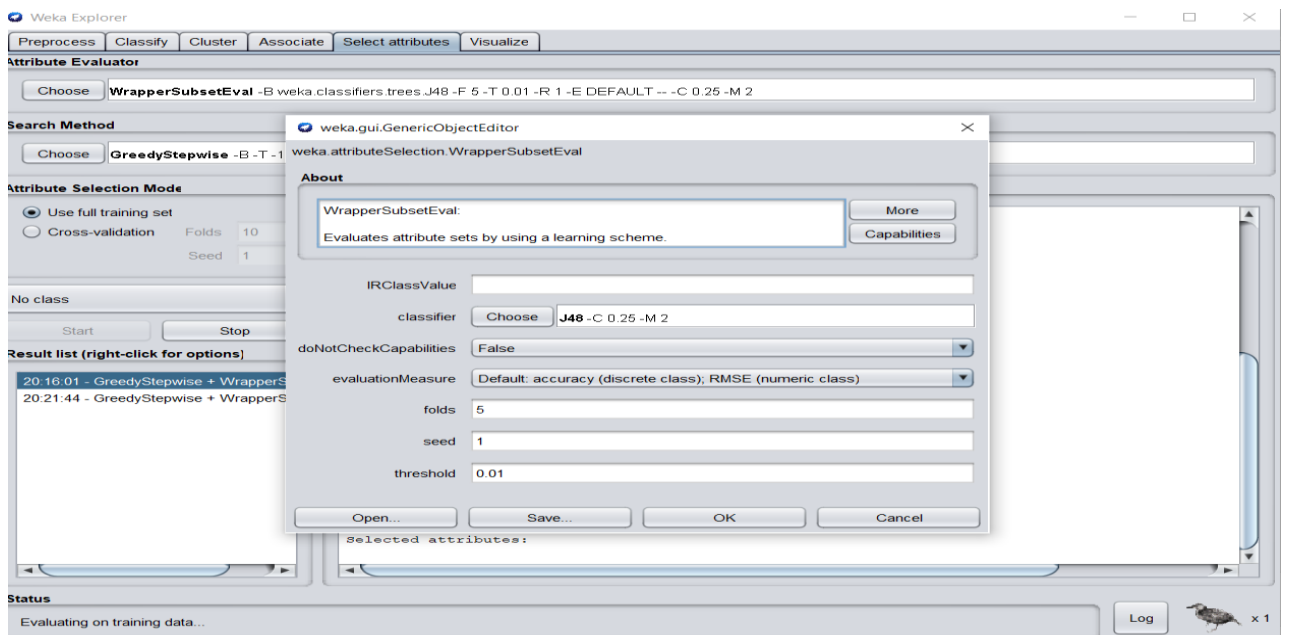 Weka Explorer
Preprocess Classify Cluster Associate Select attributes Visualize
Attribute Evaluator
Choose WrapperSubsetEval -B weka.classifiers.trees.J48 -F 5 -T 0.01 -R 1 -E DEFAULT -- -C 0.25 -M 2
Search Method
Choose GreedyStepwise -B -T -1
Attribute Selection Mode
Use full training set
Cross-validation Folds 10
Seed 1
No class
Start Stop
Result list (right-click for options)
20:16:01 - GreedyStepwise + WrapperS
20:21:44 - GreedyStepwise + WrapperS
weka.gui.GenericObjectEditor
weka.attributeSelection.WrapperSubsetEval
About
WrapperSubsetEval:
Evaluates attribute sets by using a learning scheme.
More
Capabilities
IRClassValue
classifier Choose J48 -C 0.25 -M 2
doNotCheckCapabilities False
evaluationMeasure Default: accuracy (discrete class); RMSE (numeric class)
folds 5
seed 1
threshold 0.01
Open... Save... OK Cancel
Selected attributes:
Status
Evaluating on training data...
Log x 1